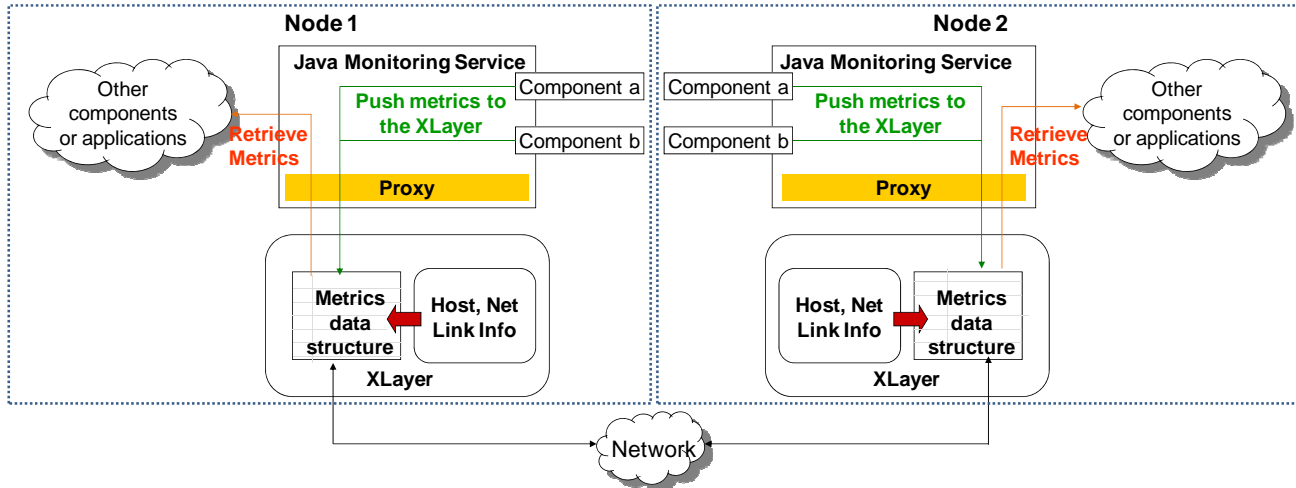 Node 1
Java Monitoring Service
Other
components
or applications
Component a
Push metrics to
the XLayer
Component b
Retrieve
Metrics
Proxy
Metrics
data
structure
Host, Net
Link Info
XLayer
Node 2
Java Monitoring Service
Component a
Push metrics to
the XLayer
Component b
Other
components
or applications
Retrieve
Metrics
Proxy
Host, Net
Link Info
Metrics
data
structure
XLayer
Network